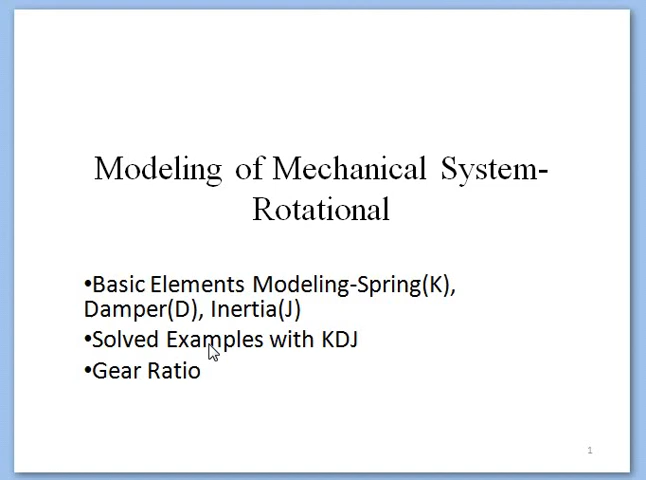 Modeling of Mechanical System-
Rotational
•Basic Elements Modeling-Spring(K),
Damper(D), Inertia(J)
•Solved Examples with KDJ
•Gear Ratio
1